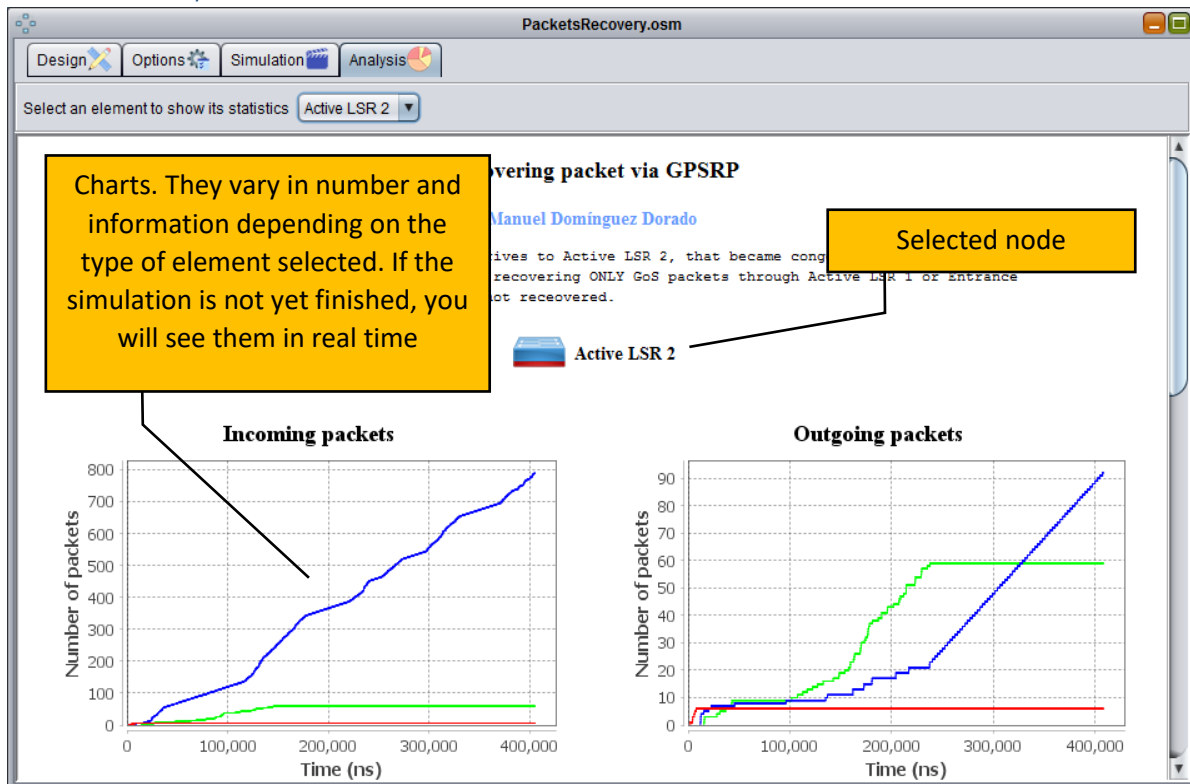 PacketsRecovery.osm
Design Options Simulation Analysis
Select an element to show its statistics Active LSR 2
Charts. They vary in number and
information depending on the
type of element selected. If the
simulation is not yet finished, you
will see them in real time
vering packet via GPSRP
Manuel Domínguez Dorado
Selected node
ives to Active LSR 2, that became cong
recovering ONLY GoS packets through Active LSR 1 or Entrance
not receovered.
Active LSR 2
Incoming packets
Number of packets
800
700
600
500
400
300
200
100
0
0 100,000 200,000 300,000 400,000
Time (ns)
Outgoing packets
Number of packets
90
80
70
60
50
40
30
20
10
0
0 100,000 200,000 300,000 400,000
Time (ns)